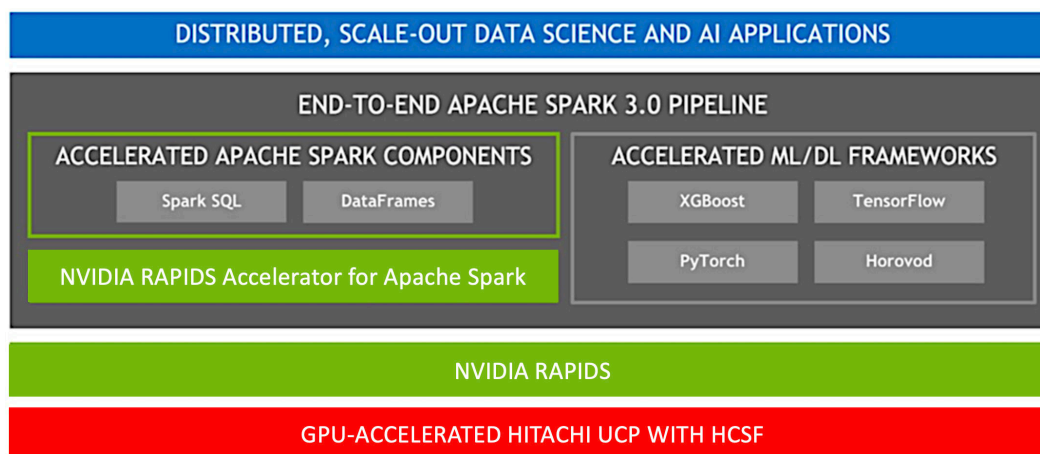 DISTRIBUTED, SCALE-OUT DATA SCIENCE AND AI APPLICATIONS
END-TO-END APACHE SPARK 3.0 PIPELINE
ACCELERATED APACHE SPARK COMPONENTS
Spark SQL
DataFrames
NVIDIA RAPIDS Accelerator for Apache Spark
ACCELERATED ML/DL FRAMEWORKS
XGBoost
TensorFlow
PyTorch
Horovod
NVIDIA RAPIDS
GPU-ACCELERATED HITACHI UCP WITH HCSF